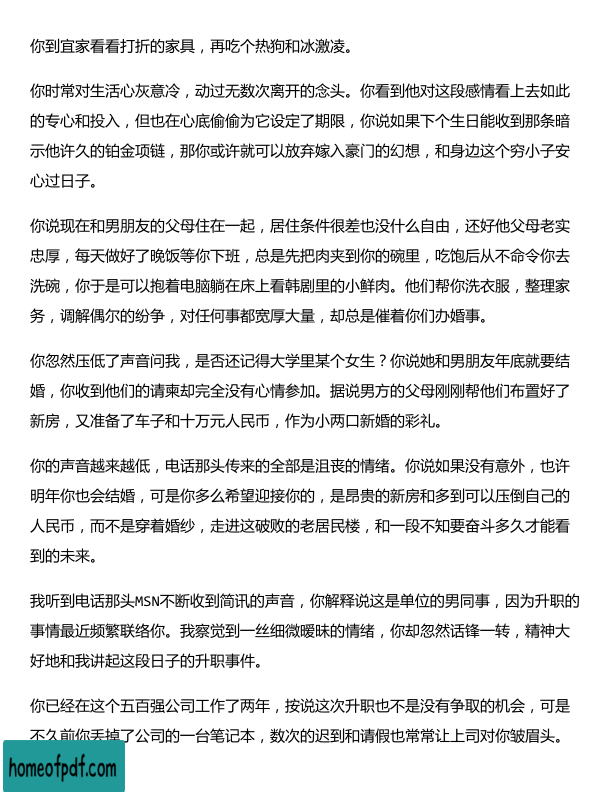 你到宜家看看打折的家具，再吃个热狗和冰激凌。
你时常对生活心灰意冷，动过无数次离开的念头。你看到他对这段感情看上去如此
的专心和投入，但也在心底偷偷为它设定了期限，你说如果下个生日能收到那条暗
示他许久的铂金项链，那你或许就可以放弃嫁入豪门的幻想，和身边这个穷小子安
心过日子。
你说现在和男朋友的父母住在一起，居住条件很差也没什么自由，还好他父母老实
忠厚，每天做好了晚饭等你下班，总是先把肉夹到你的碗里，吃饱后从不命令你去
洗碗，你于是可以抱着电脑躺在床上看韩剧里的小鲜肉。他们帮你洗衣服，整理家
务，调解偶尔的纷争，对任何事都宽厚大量，却总是催着你们办婚事。
你忽然压低了声音问我，是否还记得大学里某个女生？你说她和男朋友年底就要结
婚，你收到他们的请柬却完全没有心情参加。据说男方的父母刚刚帮他们布置好了
新房，又准备了车子和十万元人民币，作为小两口新婚的彩礼。
你的声音越来越低，电话那头传来的全部是沮丧的情绪。你说如果没有意外，也许
明年你也会结婚，可是你多么希望迎接你的，是昂贵的新房和多到可以压倒自己的
人民币，而不是穿着婚纱，走进这破败的老居民楼，和一段不知要奋斗多久才能看
到的未来。
我听到电话那头MSN不断收到简讯的声音，你解释说这是单位的男同事，因为升职的
事情最近频繁联络你。我察觉到一丝细微暧昧的情绪，你却忽然话锋一转，精神大
好地和我讲起这段日子的升职事件。
你已经在这个五百强公司工作了两年，按说这次升职也不是没有争取的机会，可是
不久前你丢掉了公司的一台笔记本，数次的迟到和请假也常常让上司对你皱眉头。
homeofpdf.com